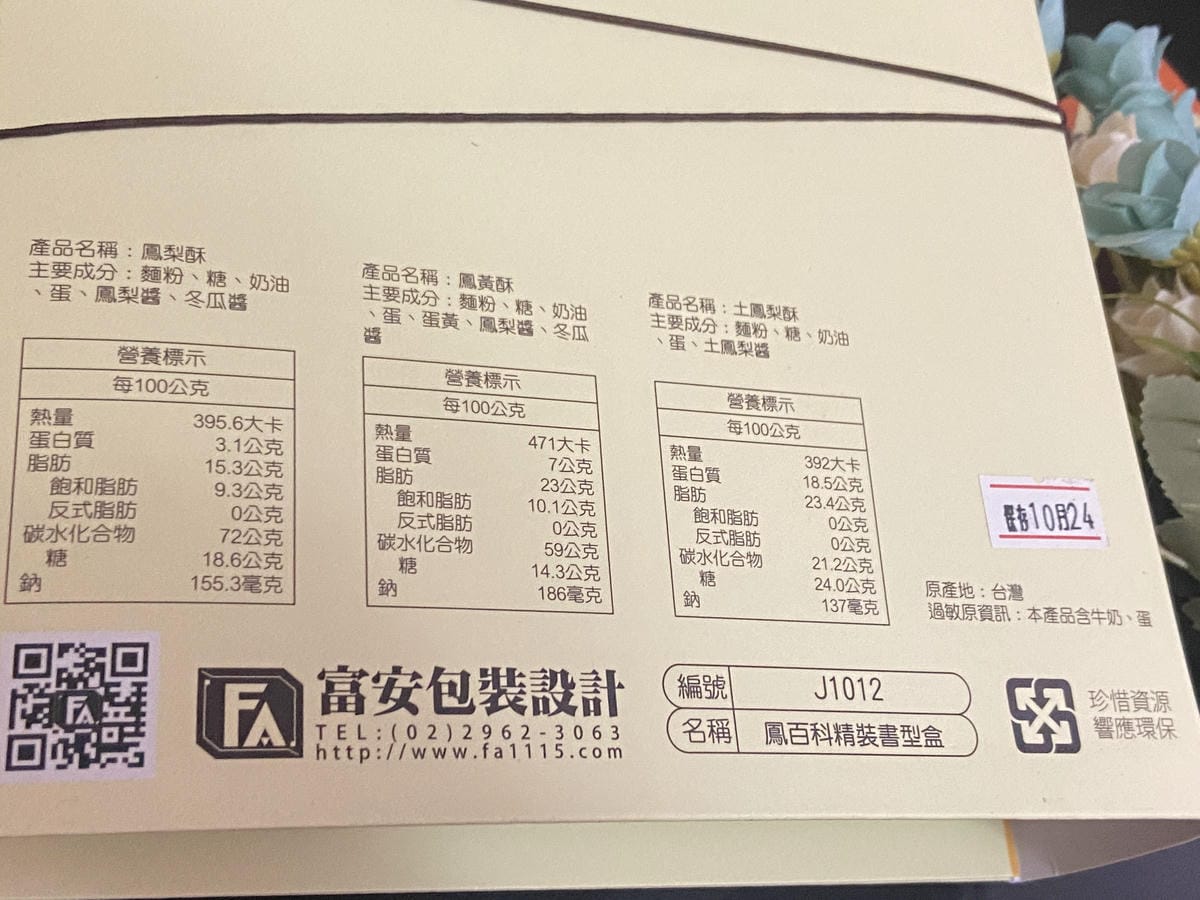 產品名稱：鳳梨酥
主要成分：麵粉、糖、奶油
、蛋、鳳梨醬、冬瓜醬
營養標示
每100公克
熱量 395.6大卡
蛋白質 3.1公克
脂肪 15.3公克
飽和脂肪 9.3公克
反式脂肪 0公克
碳水化合物 72公克
糖 18.6公克
鈉 155.3毫克
產品名稱：鳳黃酥
主要成分：麵粉、糖、奶油
、蛋、蛋黃、鳳梨醬、冬瓜
醬
營養標示
每100公克
熱量 471大卡
蛋白質 7公克
脂肪 23公克
飽和脂肪 10.1公克
反式脂肪 0公克
碳水化合物 59公克
糖 14.3公克
鈉 186毫克
產品名稱：土鳳梨酥
主要成分：麵粉、糖、奶油
、蛋、土鳳梨醬
營養標示
每100公克
熱量 392大卡
蛋白質 18.5公克
脂肪 23.4公克
飽和脂肪 0公克
反式脂肪 0公克
碳水化合物 21.2公克
糖 24.0公克
鈉 137毫克
保存10月24
原產地：台灣
過敏原資訊：本產品含牛奶、蛋
FA
FA
富安包裝設計
TEL:(02)2962-3063
http://www.fa1115.com
編號 J1012
名稱 鳳百科精裝書型盒
珍惜資源
響應環保